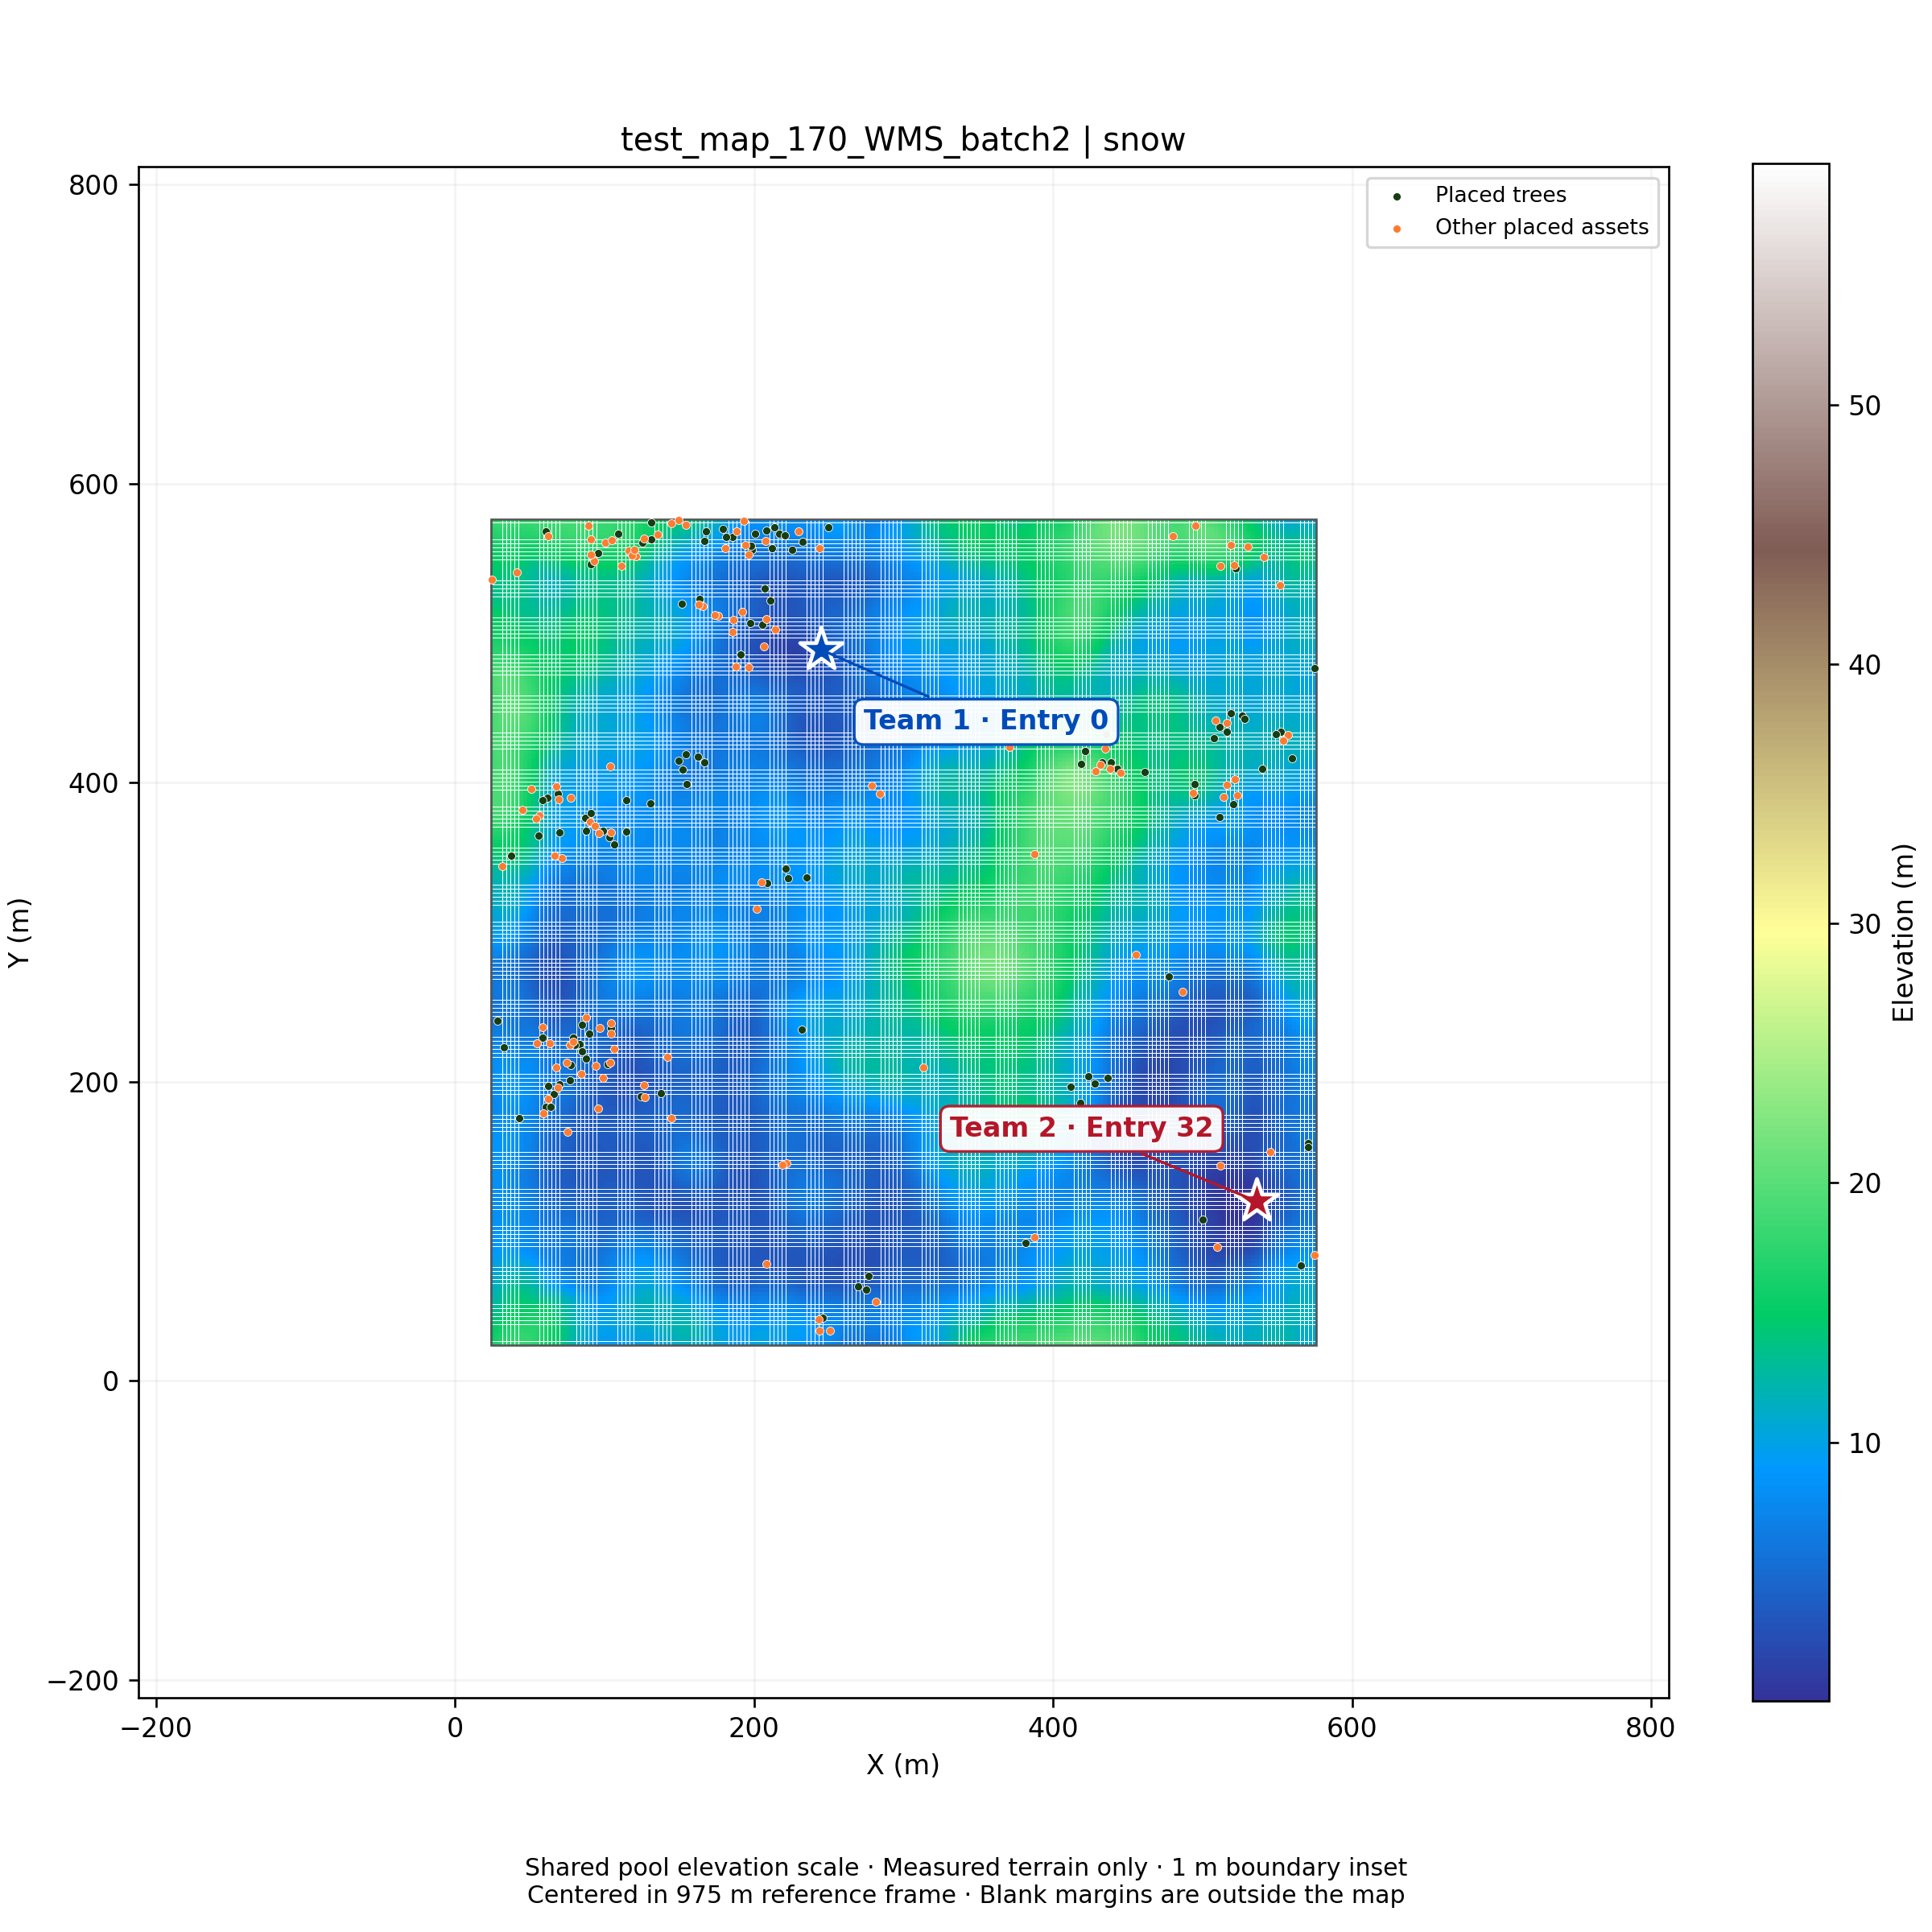 test_map_170_WMS_batch2 | snow
Placed trees
Other placed assets
800
600
400
200
0
−200
−200
0
200
400
600
800
X (m)
Y (m)
Team 1 · Entry 0
Team 2 · Entry 32
50
40
30
20
10
Elevation (m)
Shared pool elevation scale · Measured terrain only · 1 m boundary inset
Centered in 975 m reference frame · Blank margins are outside the map